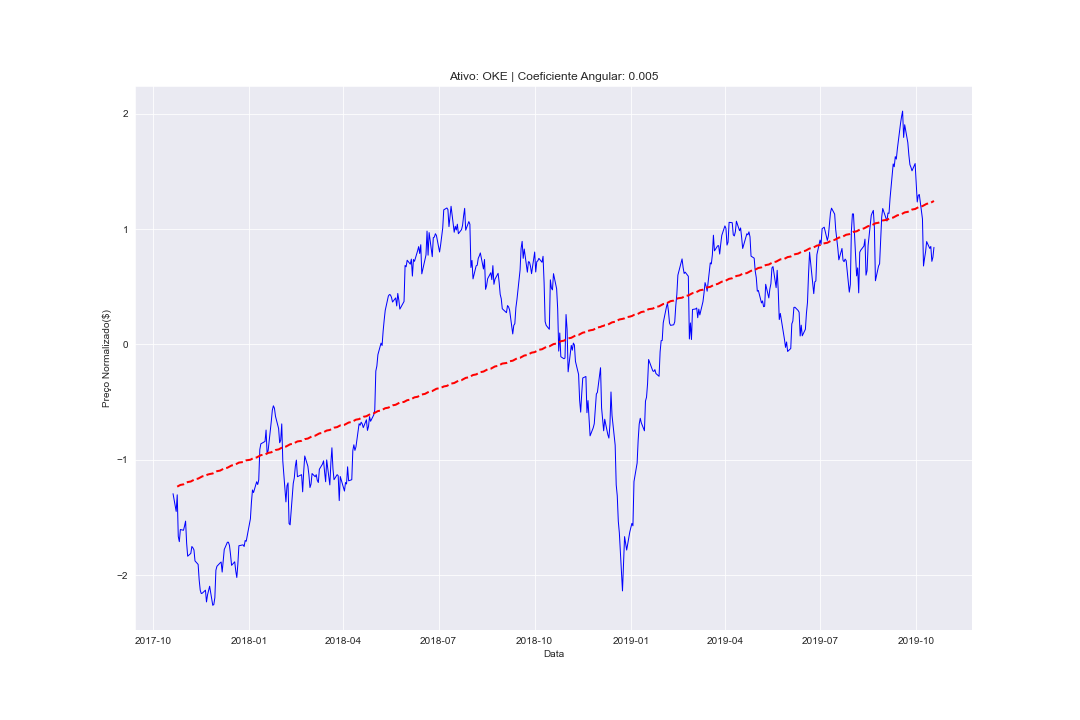 Ativo: OKE | Coeficiente Angular: 0.005
Preço Normalizado($)
2
1
0
−1
−2
2017-10 2018-01 2018-04 2018-07 2018-10 2019-01 2019-04 2019-07 2019-10
Data